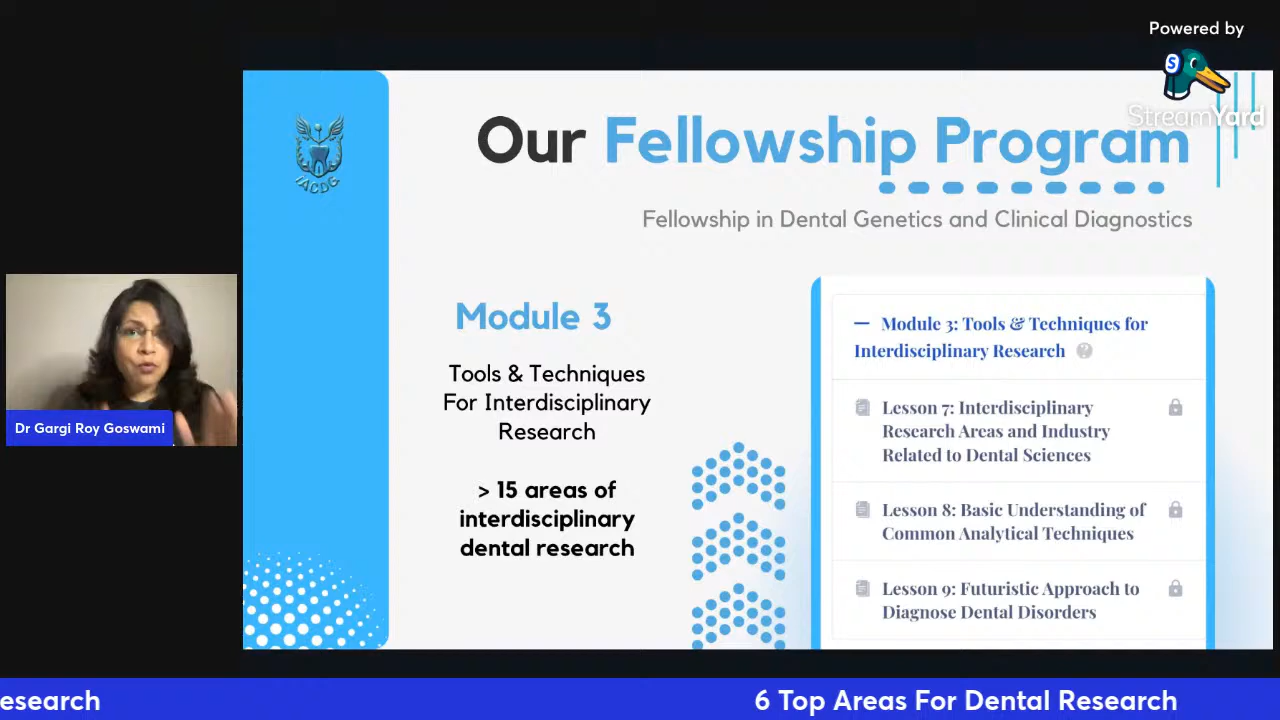 Powered by
StreamYard
S
iACDG
Our Fellowship Program
Fellowship in Dental Genetics and Clinical Diagnostics
Module 3
Tools & Techniques
For Interdisciplinary
Research
> 15 areas of
interdisciplinary
dental research
Module 3: Tools & Techniques for
Interdisciplinary Research ?
Lesson 7: Interdisciplinary
Research Areas and Industry
Related to Dental Sciences
Lesson 8: Basic Understanding of
Common Analytical Techniques
Lesson 9: Futuristic Approach to
Diagnose Dental Disorders
Dr Gargi Roy Goswami
esearch
6 Top Areas For Dental Research